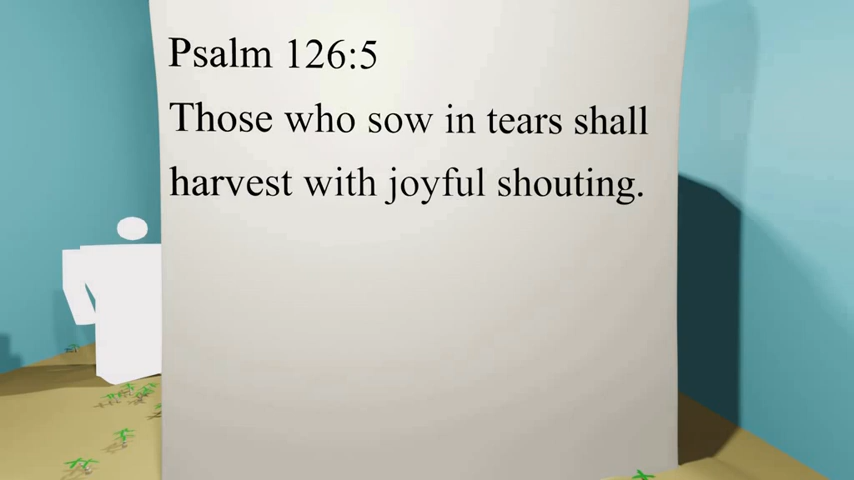 Psalm 126:5
Those who sow in tears shall
harvest with joyful shouting.